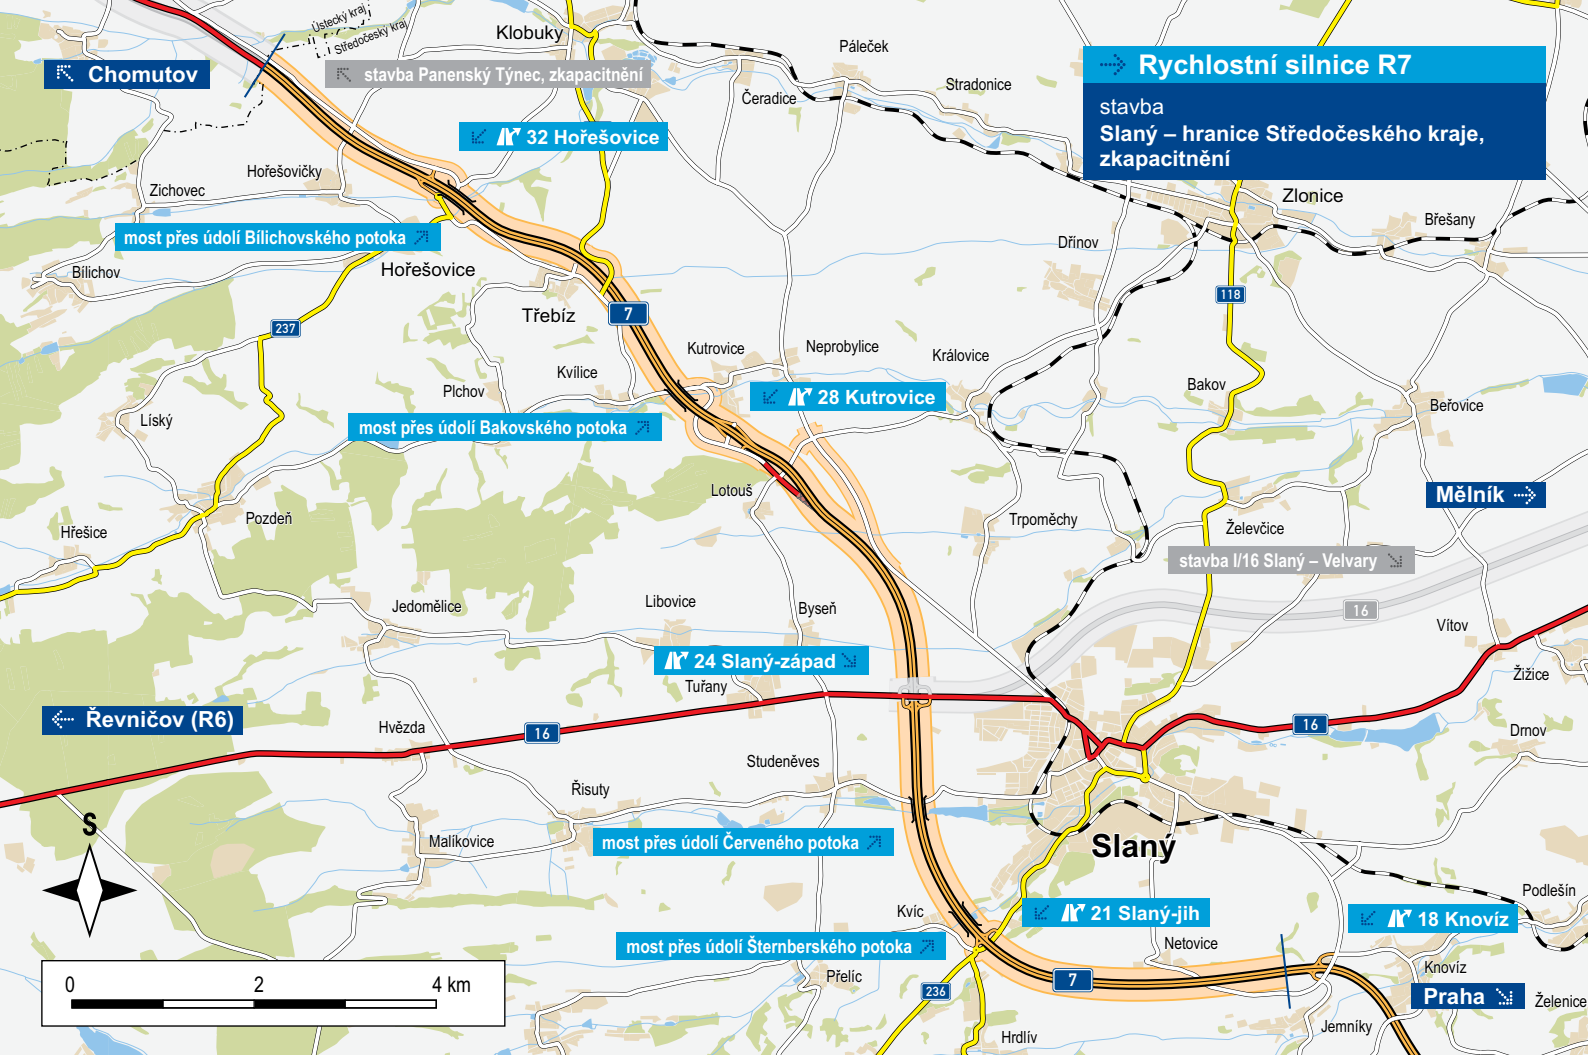 Ústecký kraj
Středočeský kraj
Klobuky
Páleček
Chomutov
stavba Panenský Týnec, zkapacitnění
Čeradice
Stradonice
Rychlostní silnice R7
stavba
Slaný – hranice Středočeského kraje,
zkapacitnění
32 Hořešovice
Hořešovičky
Zichovec
Zlonice
Břešany
most přes údolí Bílichovského potoka
Dřínov
Bílichov
Hořešovice
118
Třebíz
7
237
Kutrovice
Neprobylice
Královice
Kvílice
Plchov
28 Kutrovice
Bakov
Beřovice
Líský
most přes údolí Bakovského potoka
Lotouš
Mělník
Pozdeň
Trpoměchy
Želevčice
Hřešice
stavba I/16 Slaný – Velvary
Jedomělice
Libovice
Byseň
16
Vítov
24 Slaný-západ
Žižice
Tuřany
Řevničov (R6)
Hvězda
16
16
Drnov
Studeněves
Řisuty
S
Malíkovice
most přes údolí Červeného potoka
Slaný
Podlešín
Kvíc
21 Slaný-jih
18 Knovíz
most přes údolí Šternberského potoka
Netovice
Přelíc
7
Knovíz
0
2
4 km
236
Praha
Želenice
Jemníky
Hrdlív